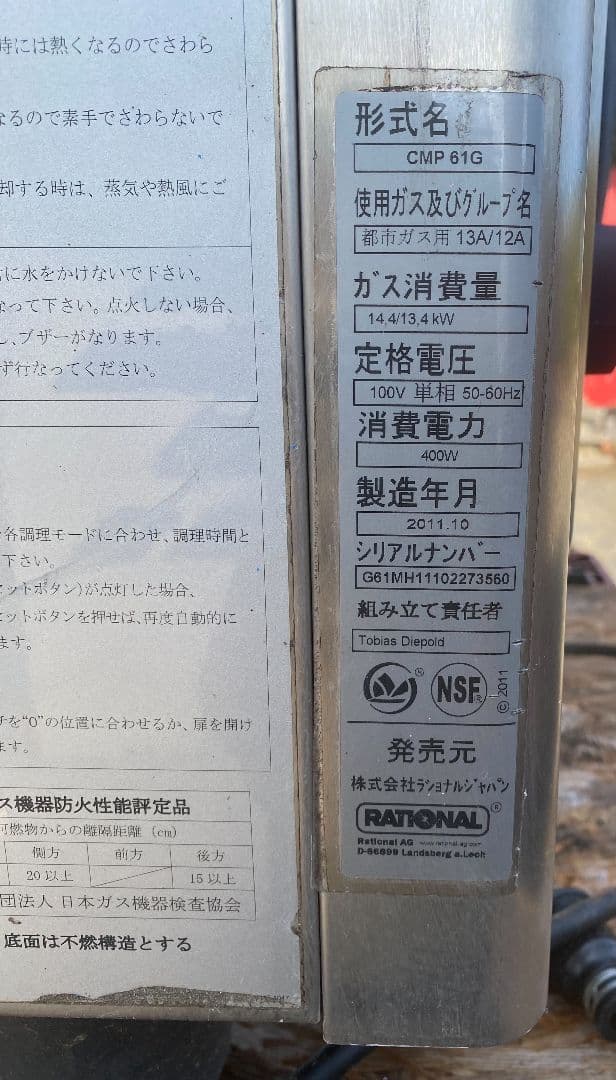 時には熱くなるのでさわら
なるので素手でさわらないで
却する時は、蒸気や熱風にご
に水をかけないで下さい。
なって下さい。点火しない場合、
し、ブザーがなります。
ず行なってください。
各調理モードに合わせ、調理時間と
下さい。
ットボタン)が点灯した場合、
ットボタンを押せば、再度自動的に
ます。
チを“0”の位置に合わせるか、扉を開け
ます。
ス機器防火性能評定品
可燃物からの離隔距離 (cm)
側方 前方 後方
20以上 15以上
団法人 日本ガス機器検査協会
底面は不燃構造とする
形式名
CMP 61G
使用ガス及びグループ名
都市ガス用 13A/12A
ガス消費量
14,4/13,4 kW
定格電圧
100V 単相 50-60Hz
消費電力
400W
製造年月
2011.10
シリアルナンバー
G61MH11102273560
組み立て責任者
Tobias Diepold
® NSF® © 2011
発売元
株式会社ラショナルジャパン
RATIONAL®
Rational AG www.rational-ag.com
D-86899 Landsberg a.Lech